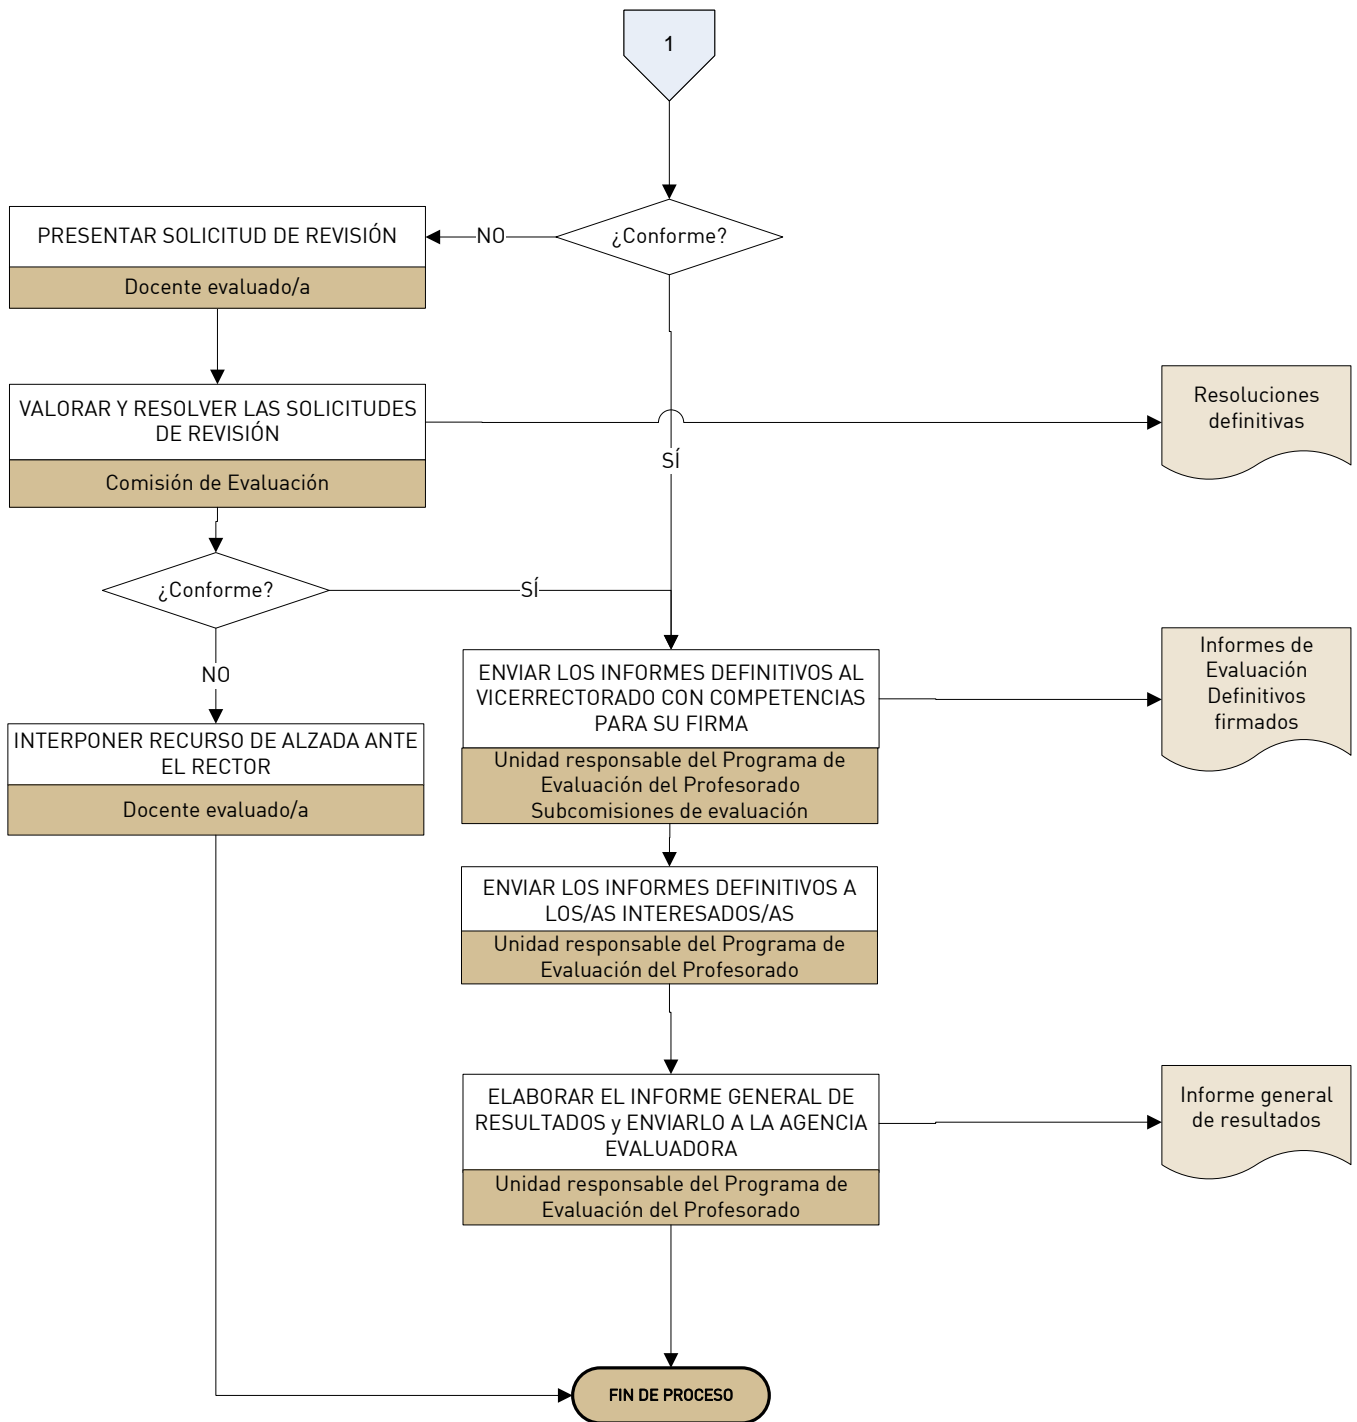 1
¿Conforme?
NO
PRESENTAR SOLICITUD DE REVISIÓN
Docente evaluado/a
VALORAR Y RESOLVER LAS SOLICITUDES
DE REVISIÓN
Comisión de Evaluación
Resoluciones
definitivas
SÍ
¿Conforme?
SÍ
NO
INTERPONER RECURSO DE ALZADA ANTE
EL RECTOR
Docente evaluado/a
ENVIAR LOS INFORMES DEFINITIVOS AL
VICERRECTORADO CON COMPETENCIAS
PARA SU FIRMA
Unidad responsable del Programa de
Evaluación del Profesorado
Subcomisiones de evaluación
Informes de
Evaluación
Definitivos
firmados
ENVIAR LOS INFORMES DEFINITIVOS A
LOS/AS INTERESADOS/AS
Unidad responsable del Programa de
Evaluación del Profesorado
ELABORAR EL INFORME GENERAL DE
RESULTADOS y ENVIARLO A LA AGENCIA
EVALUADORA
Unidad responsable del Programa de
Evaluación del Profesorado
Informe general
de resultados
FIN DE PROCESO